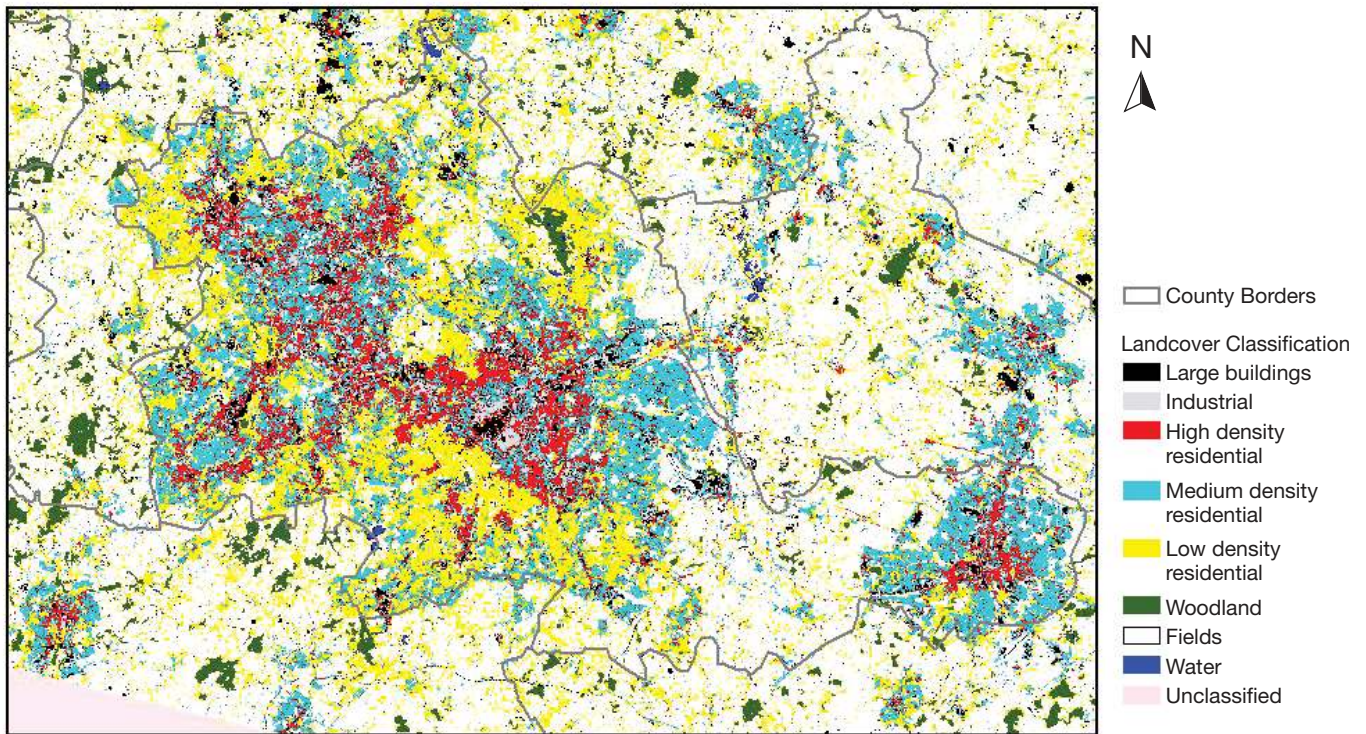 N
County Borders
Landcover Classification
Large buildings
Industrial
High density
residential
Medium density
residential
Low density
residential
Woodland
Fields
Water
Unclassified